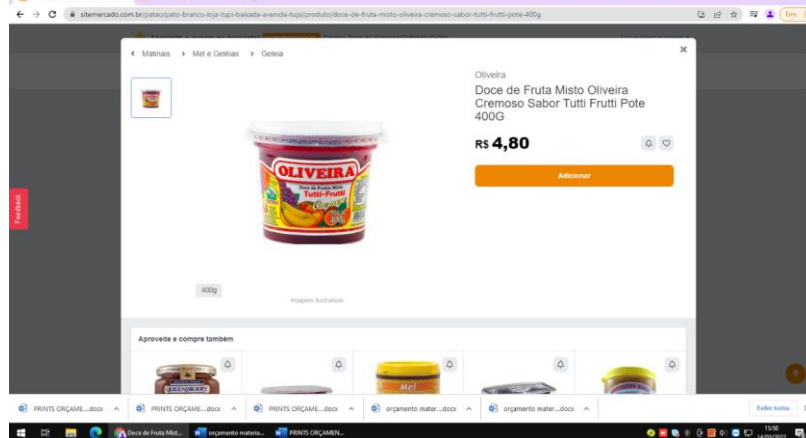 sitemercado.com.br/patao/pato-branco-loja-tupi-baixada-avenida-tupi/produto/doce-de-fruta-misto-oliveira-cremoso-sabor-tutti-frutti-pote-400g
Matinais > Mel e Geléias > Geleia
Oliveira
Doce de Fruta Misto Oliveira
Cremoso Sabor Tutti Frutti Pote
400G
R$ 4,80
Adicionar
Feedback
OLIVEIRA
Tutti-Frutti
400g
Imagens ilustrativas
Aproveite e compre também
QUEENSBERRY
Mel
PRINTS ORÇAME....docx
PRINTS ORÇAME....docx
PRINTS ORÇAME....docx
orçamento mater....docx
orçamento mater....docx
Exibir todos
Doce de Fruta Mist...
orçamento materia...
PRINTS ORÇAMEN...
15:50